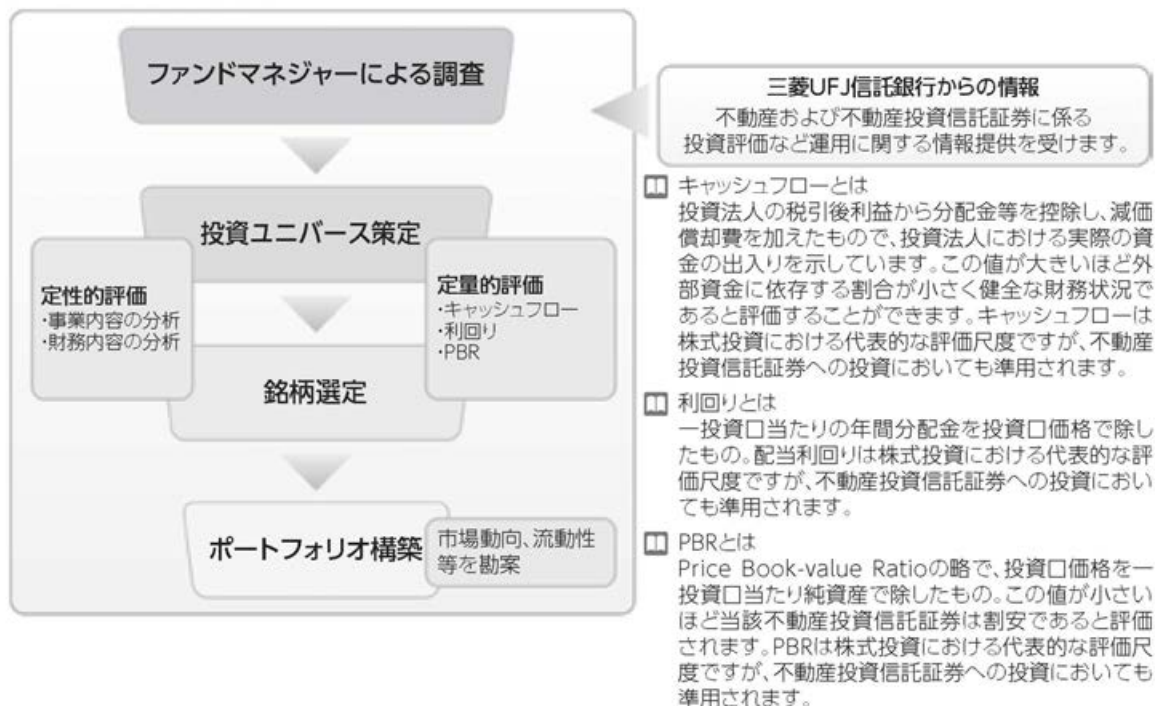 ファンドマネジャーによる調査
投資ユニバース策定
定性的評価
・事業内容の分析
・財務内容の分析
定量的評価
・キャッシュフロー
・利回り
・PBR
銘柄選定
ポートフォリオ構築
市場動向、流動性
等を勘案
三菱UFJ信託銀行からの情報
不動産および不動産投資信託証券に係る
投資評価など運用に関する情報提供を受けます。
キャッシュフローとは
投資法人の税引後利益から分配金等を控除し、減価
償却費を加えたもので、投資法人における実際の資
金の出入りを示しています。この値が大きいほど外
部資金に依存する割合が小さく健全な財務状況で
あると評価することができます。キャッシュフローは
株式投資における代表的な評価尺度ですが、不動産
投資信託証券への投資においても準用されます。
利回りとは
一投資口当たりの年間分配金を投資口価格で除し
たもの。配当利回りは株式投資における代表的な評
価尺度ですが、不動産投資信託証券への投資におい
ても準用されます。
PBRとは
Price Book-value Ratioの略で、投資口価格を一
投資口当たり純資産で除したもの。この値が小さい
ほど当該不動産投資信託証券は割安であると評価
されます。PBRは株式投資における代表的な評価尺
度ですが、不動産投資信託証券への投資においても
準用されます。